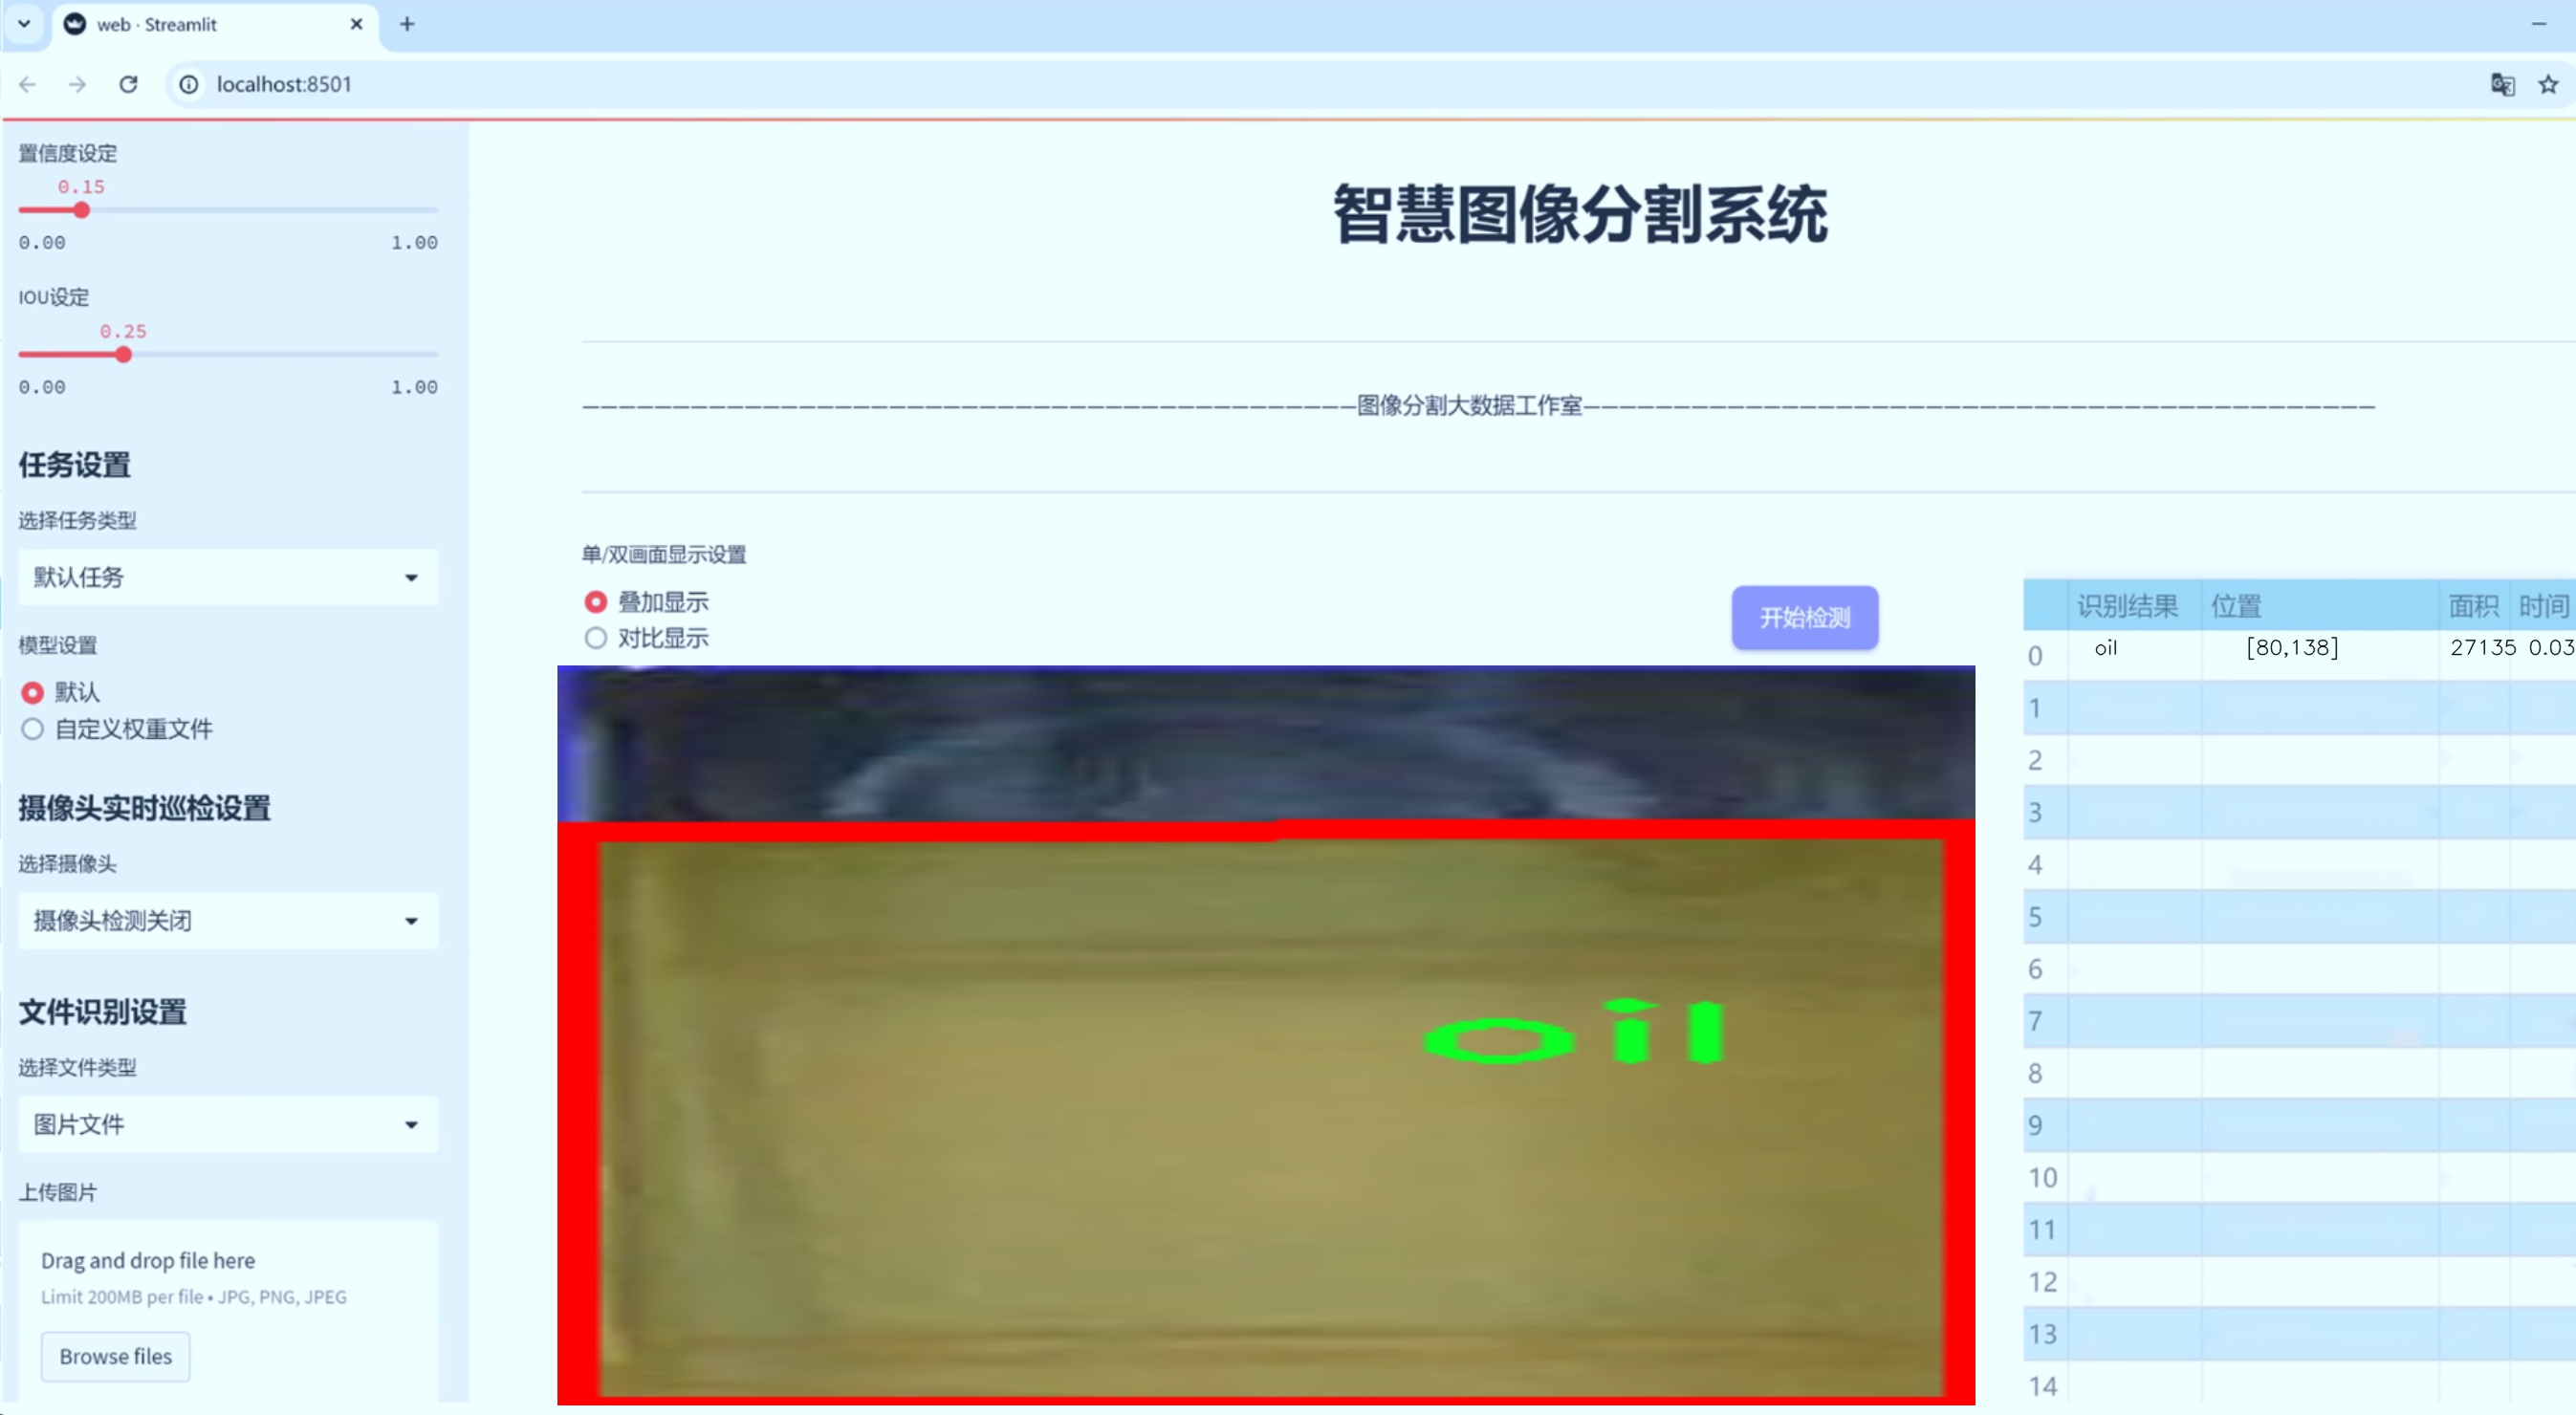 web · Streamlit
localhost:8501
置信度设定
0.15
0.00 1.00
IOU设定
0.25
0.00 1.00
任务设置
选择任务类型
默认任务
模型设置
默认
自定义权重文件
摄像头实时巡检设置
选择摄像头
摄像头检测关闭
文件识别设置
选择文件类型
图片文件
上传图片
Drag and drop file here
Limit 200MB per file • JPG, PNG, JPEG
Browse files
智慧图像分割系统
———————————————————————————————————————————图像分割大数据工作室————————————————————————————————————————————
单/双画面显示设置
叠加显示
对比显示
开始检测
oil
识别结果 位置 面积 时间
0 oil [80,138] 27135 0.03
1
2
3
4
5
6
7
8
9
10
11
12
13
14